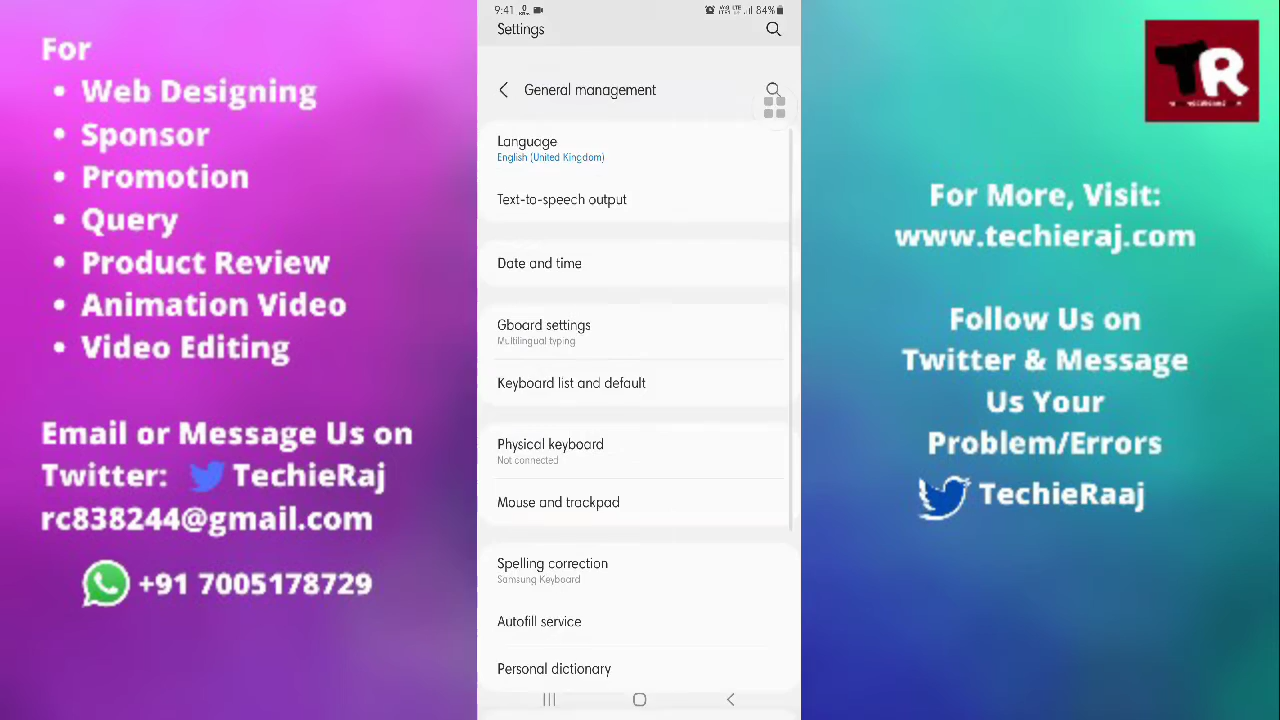 For
• Web Designing
• Sponsor
• Promotion
• Query
• Product Review
• Animation Video
• Video Editing
Email or Message Us on
Twitter: TechieRaj
rc838244@gmail.com
+91 7005178729
9:41
84%
Settings
General management
Language
English (United Kingdom)
Text-to-speech output
Date and time
Gboard settings
Multilingual typing
Keyboard list and default
Physical keyboard
Not connected
Mouse and trackpad
Spelling correction
Samsung Keyboard
Autofill service
Personal dictionary
TR
For More, Visit:
www.techieraj.com
Follow Us on
Twitter & Message
Us Your
Problem/Errors
TechieRaaj